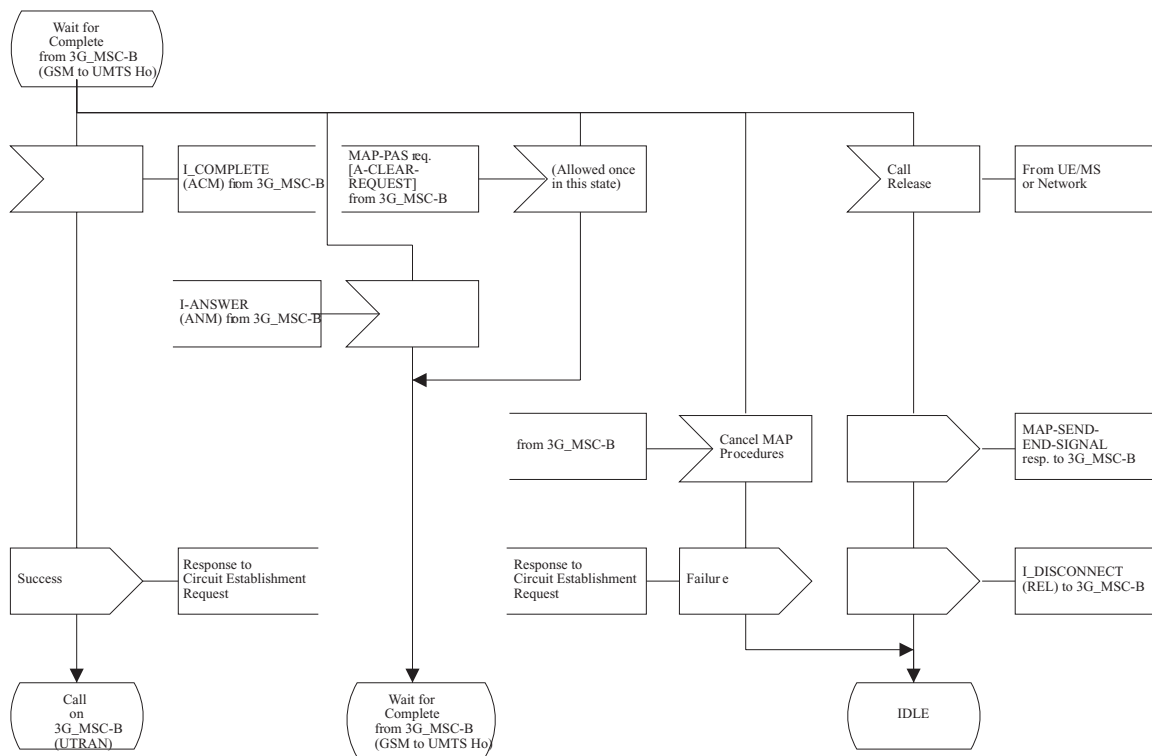 Wait for
Complete
from 3G_MSC-B
(GSM to UMTS Ho)
I_COMPLETE
(ACM) from 3G_MSC-B
MAP-PAS req.
[A-CLEAR-
REQUEST]
from 3G_MSC-B
(Allowed once
in this state)
Call
Release
From UE/MS
or Network
I-ANSWER
(ANM) from 3G_MSC-B
from 3G_MSC-B
Cancel MAP
Procedures
MAP-SEND-
END-SIGNAL
resp. to 3G_MSC-B
Success
Response to
Circuit Establishment
Request
Response to
Circuit Establishment
Request
Failure
I_DISCONNECT
(REL) to 3G_MSC-B
Call
on
3G_MSC-B
(UTRAN)
Wait for
Complete
from 3G_MSC-B
(GSM to UMTS Ho)
IDLE